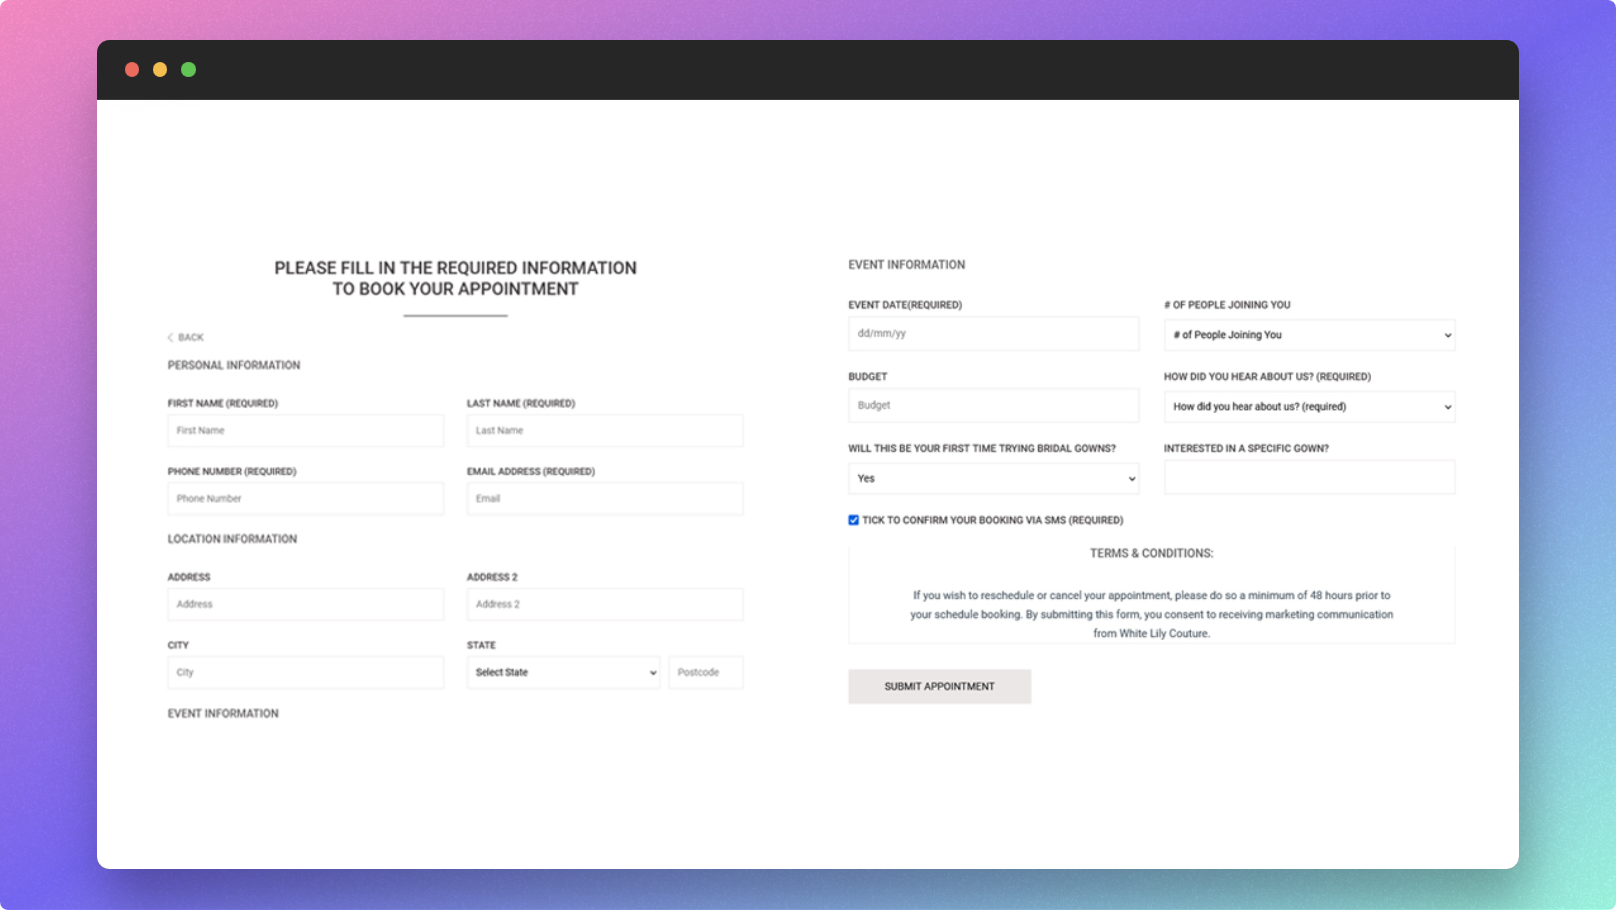 PLEASE FILL IN THE REQUIRED INFORMATION
TO BOOK YOUR APPOINTMENT
BACK
PERSONAL INFORMATION
FIRST NAME (REQUIRED)
LAST NAME (REQUIRED)
First Name
Last Name
PHONE NUMBER (REQUIRED)
EMAIL ADDRESS (REQUIRED)
Phone Number
Email
LOCATION INFORMATION
ADDRESS
ADDRESS 2
Address
Address 2
CITY
STATE
City
Select State
Postcode
EVENT INFORMATION
EVENT INFORMATION
EVENT DATE(REQUIRED)
# OF PEOPLE JOINING YOU
dd/mm/yy
# of People Joining You
BUDGET
HOW DID YOU HEAR ABOUT US? (REQUIRED)
Budget
How did you hear about us? (required)
WILL THIS BE YOUR FIRST TIME TRYING BRIDAL GOWNS?
INTERESTED IN A SPECIFIC GOWN?
Yes
TICK TO CONFIRM YOUR BOOKING VIA SMS (REQUIRED)
TERMS & CONDITIONS:
If you wish to reschedule or cancel your appointment, please do so a minimum of 48 hours prior to
your schedule booking. By submitting this form, you consent to receiving marketing communication
from White Lily Couture.
SUBMIT APPOINTMENT